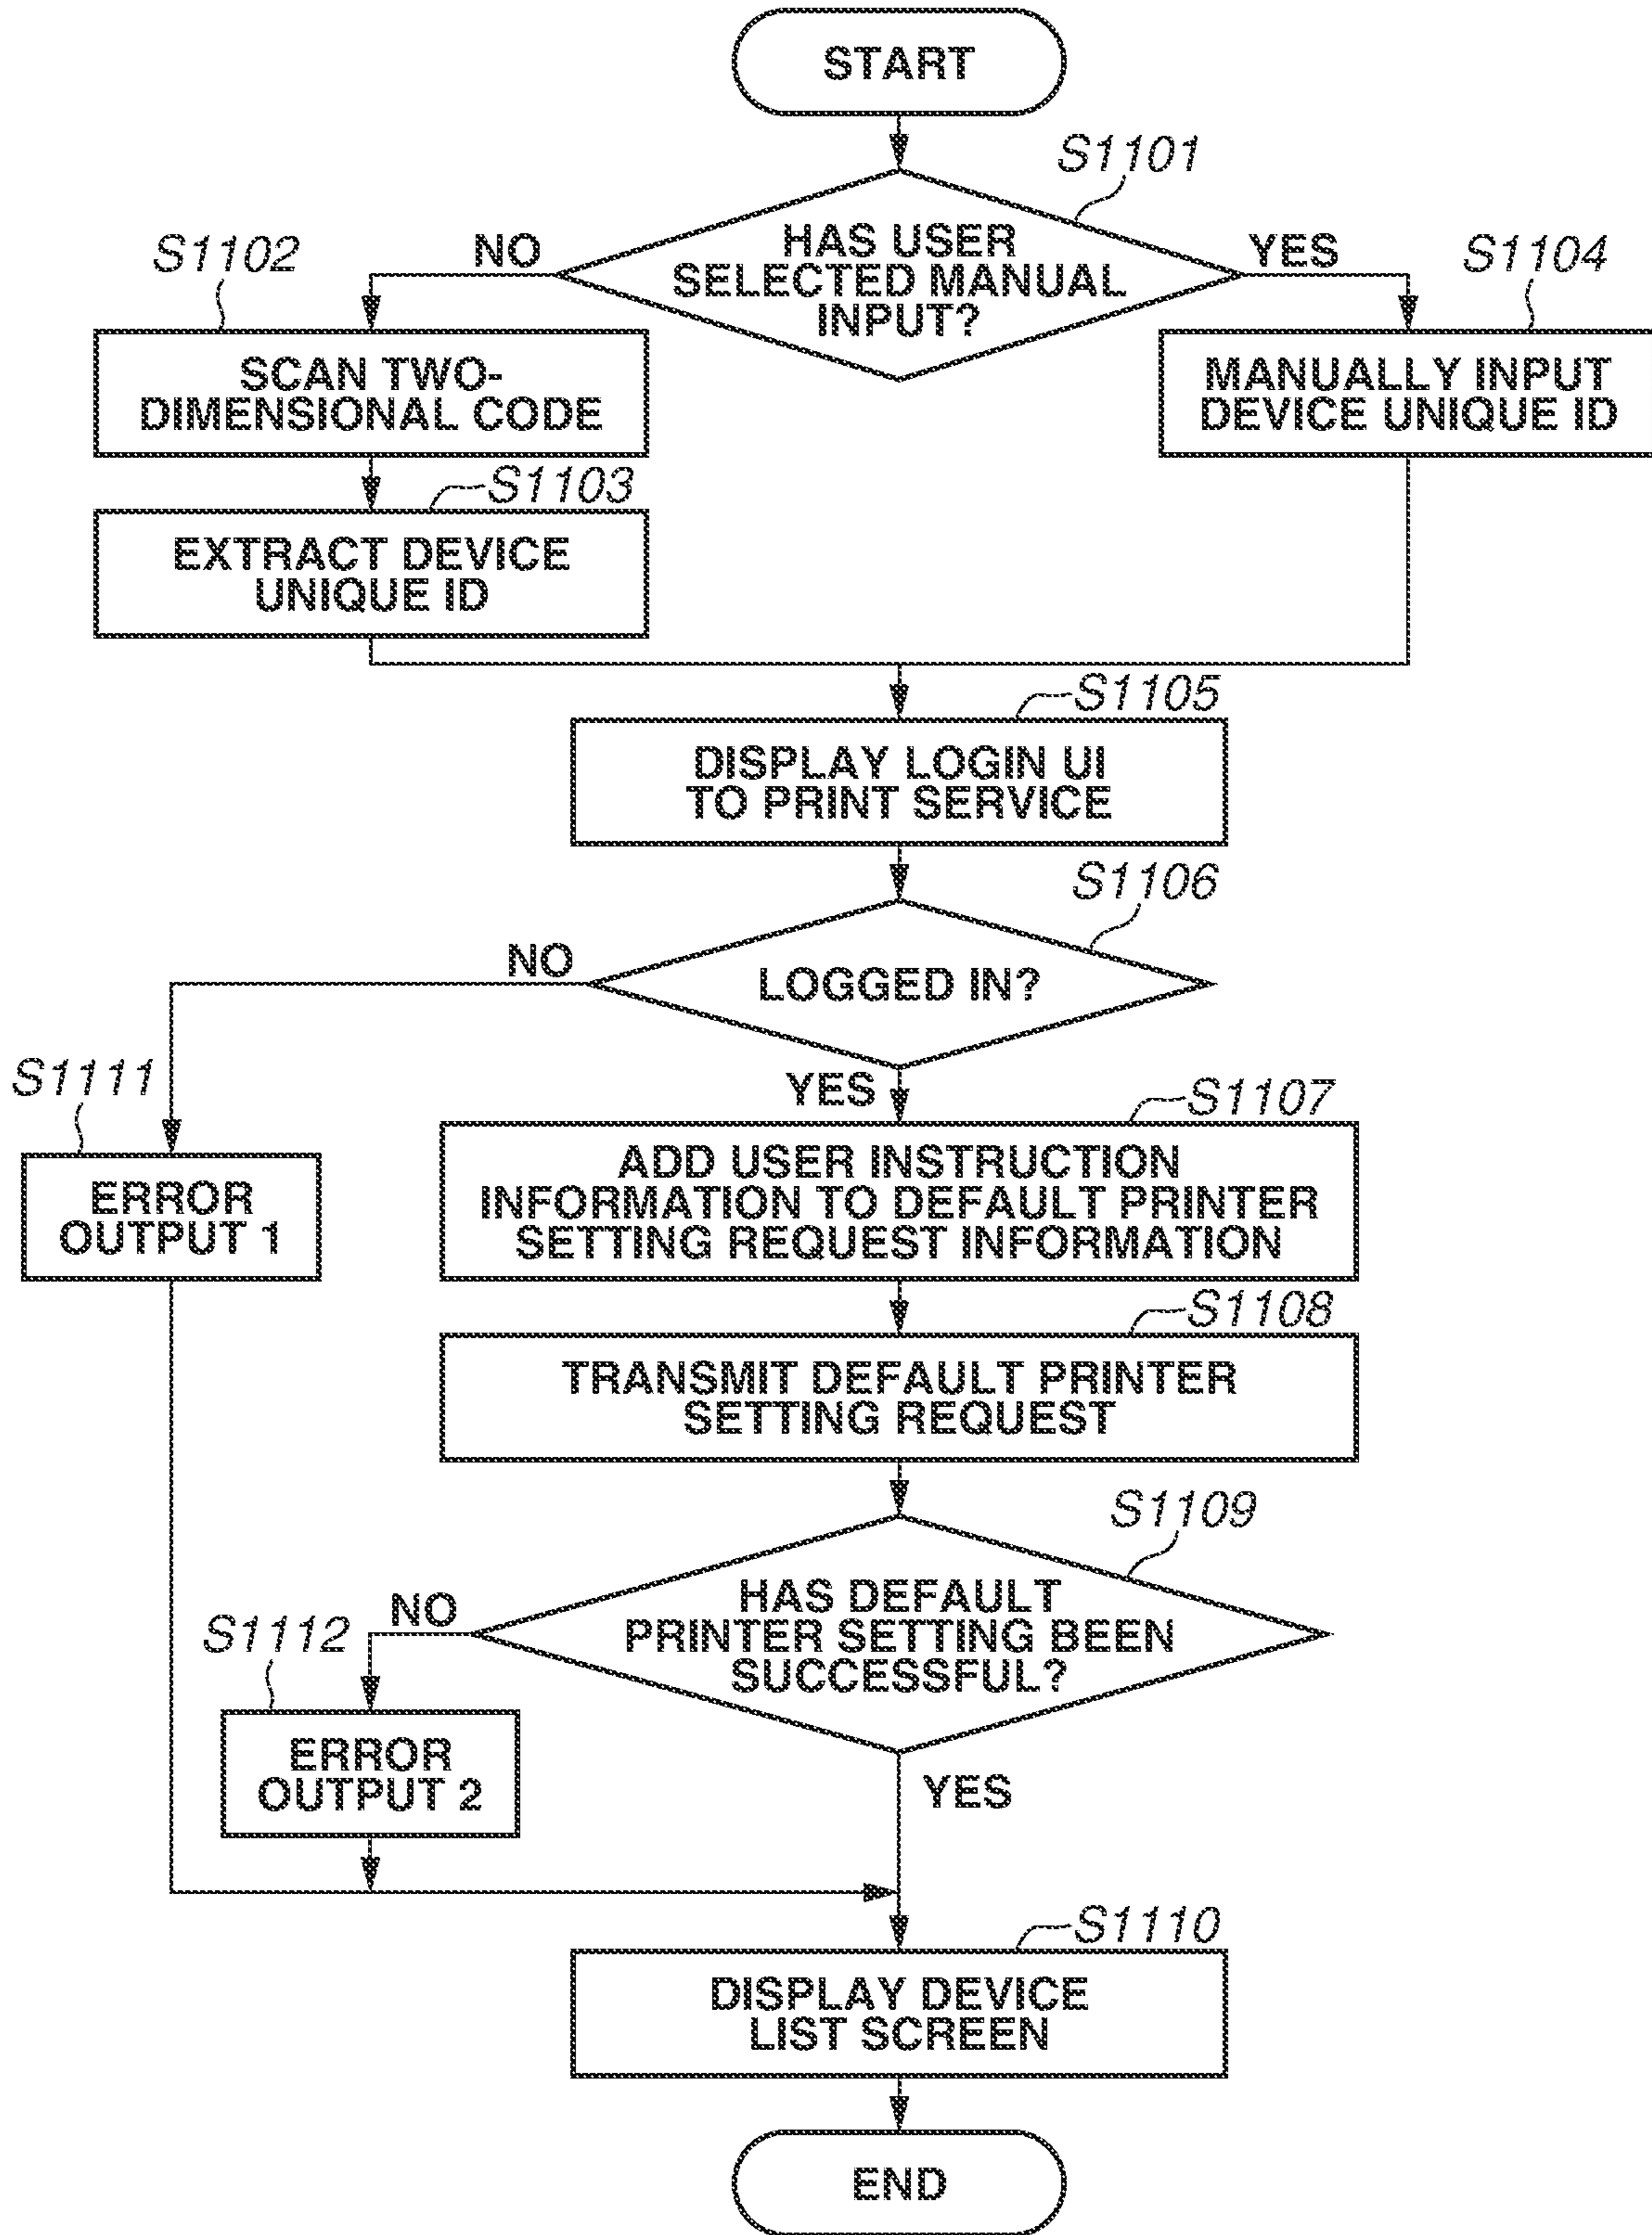 START
S1101
HAS USER
SELECTED MANUAL
INPUT?
NO
YES
S1102
S1104
SCAN TWO-
DIMENSIONAL CODE
MANUALLY INPUT
DEVICE UNIQUE ID
S1103
EXTRACT DEVICE
UNIQUE ID
S1105
DISPLAY LOGIN UI
TO PRINT SERVICE
S1106
LOGGED IN?
NO
YES
S1111
ERROR
OUTPUT 1
S1107
ADD USER INSTRUCTION
INFORMATION TO DEFAULT PRINTER
SETTING REQUEST INFORMATION
S1108
TRANSMIT DEFAULT PRINTER
SETTING REQUEST
S1109
HAS DEFAULT
PRINTER SETTING BEEN
SUCCESSFUL?
NO
S1112
ERROR
OUTPUT 2
YES
S1110
DISPLAY DEVICE
LIST SCREEN
END